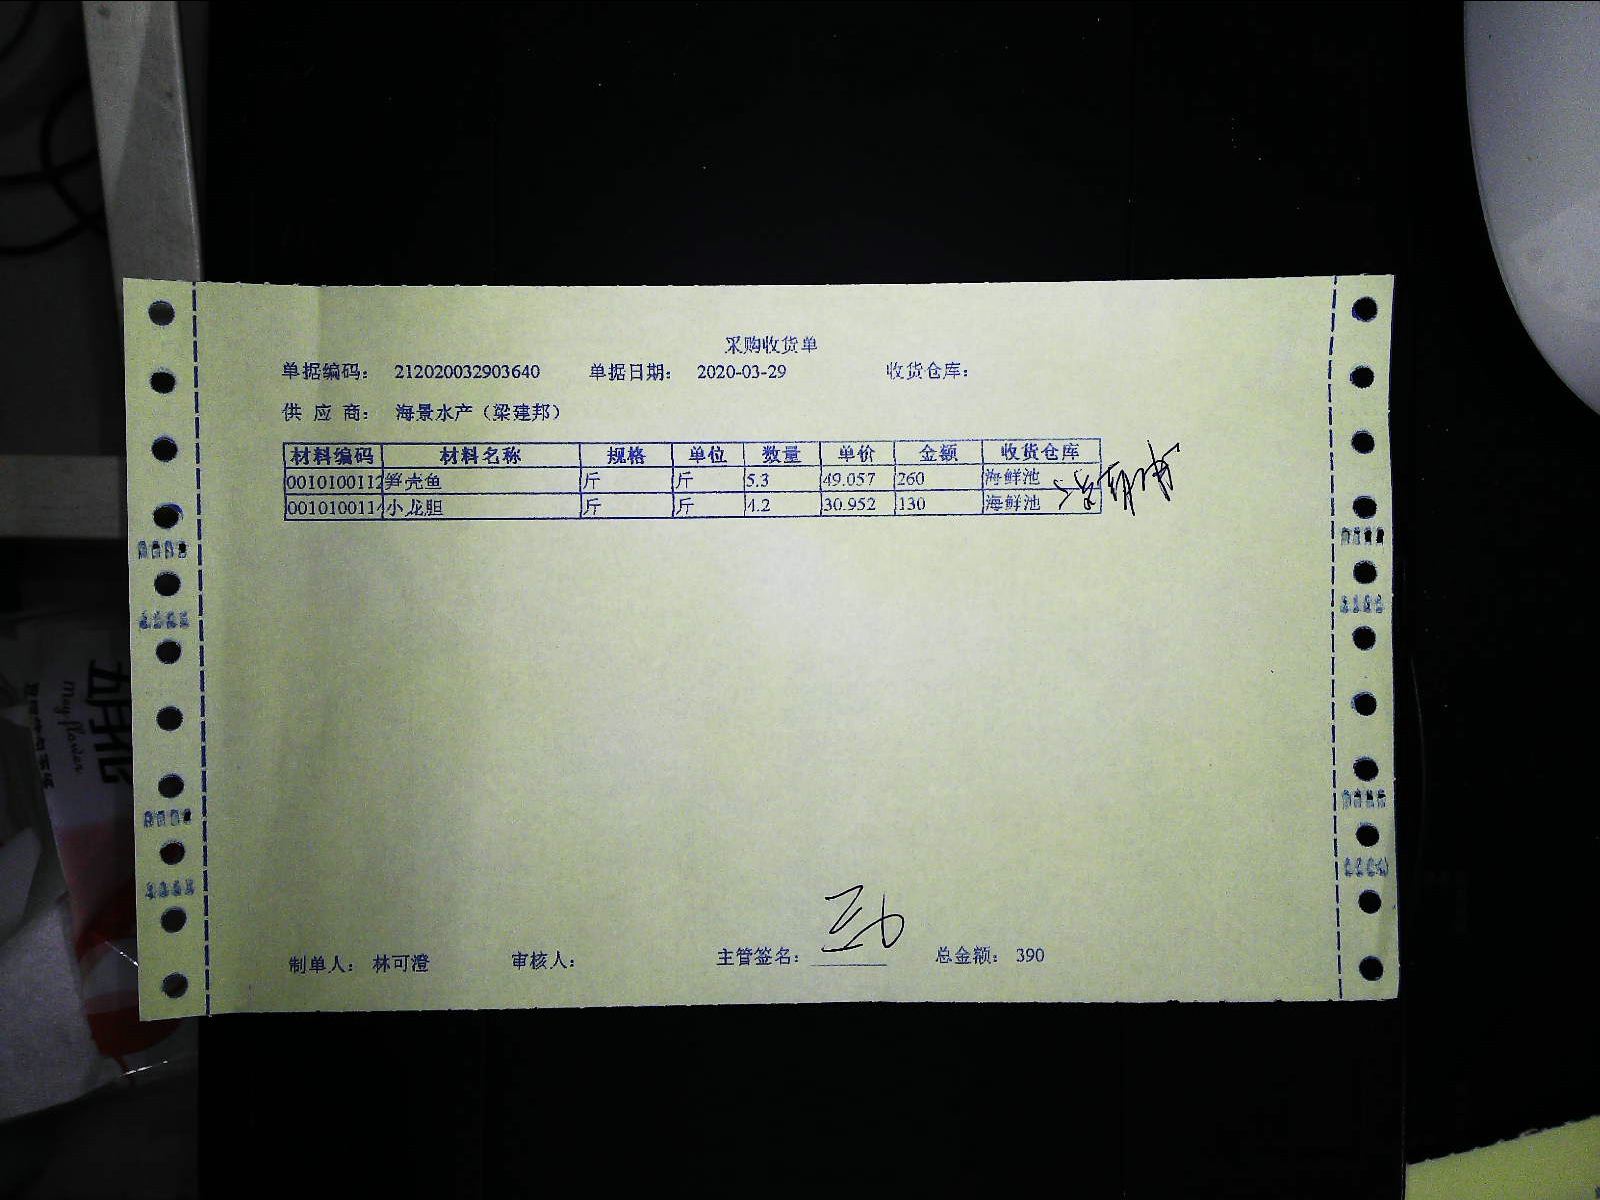 采购收货单
单据编码： 212020032903640 单据日期： 2020-03-29 收货仓库：
供 应 商： 海景水产（梁建邦）
材料编码 材料名称 规格 单位 数量 单价 金额 收货仓库
0010100112 笋壳鱼 斤 斤 5.3 49.057 260 海鲜池
0010100114 小龙胆 斤 斤 4.2 30.952 130 海鲜池
制单人： 林可澄 审核人： 主管签名： 总金额： 390
May flower